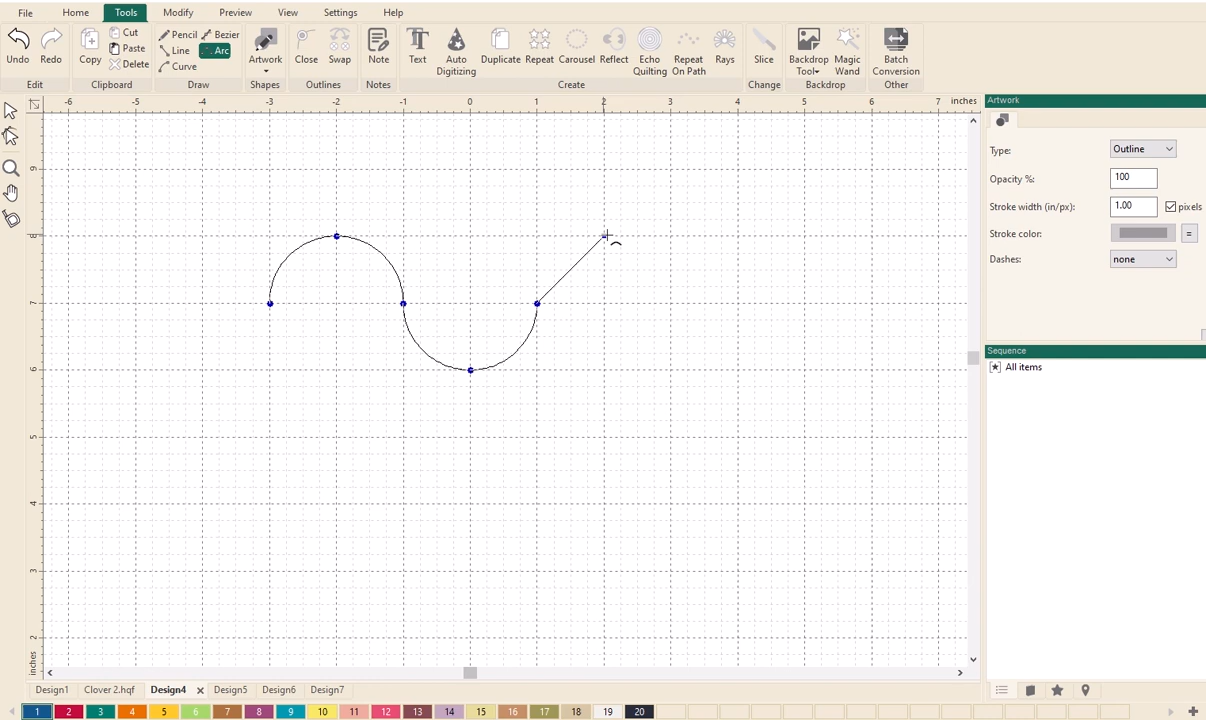 File Home Tools Modify Preview View Settings Help
Undo Redo Copy Cut Paste Delete Pencil Bezier Line Arc Curve Artwork Close Swap Note Text Auto Digitizing Duplicate Repeat Carousel Reflect Echo Quilting Repeat On Path Rays Slice Backdrop Tool Magic Wand Batch Conversion
Edit Clipboard Draw Shapes Outlines Notes Create Change Backdrop Other
-6 -5 -4 -3 -2 -1 0 1 2 3 4 5 6 7 inches
9
8
7
6
5
4
3
2
inches
Artwork
Type: Outline
Opacity %: 100
Stroke width (in/px): 1.00 pixels
Stroke color: =
Dashes: none
Sequence
All items
Design1 Clover 2.hqf Design4 Design5 Design6 Design7
1 2 3 4 5 6 7 8 9 10 11 12 13 14 15 16 17 18 19 20